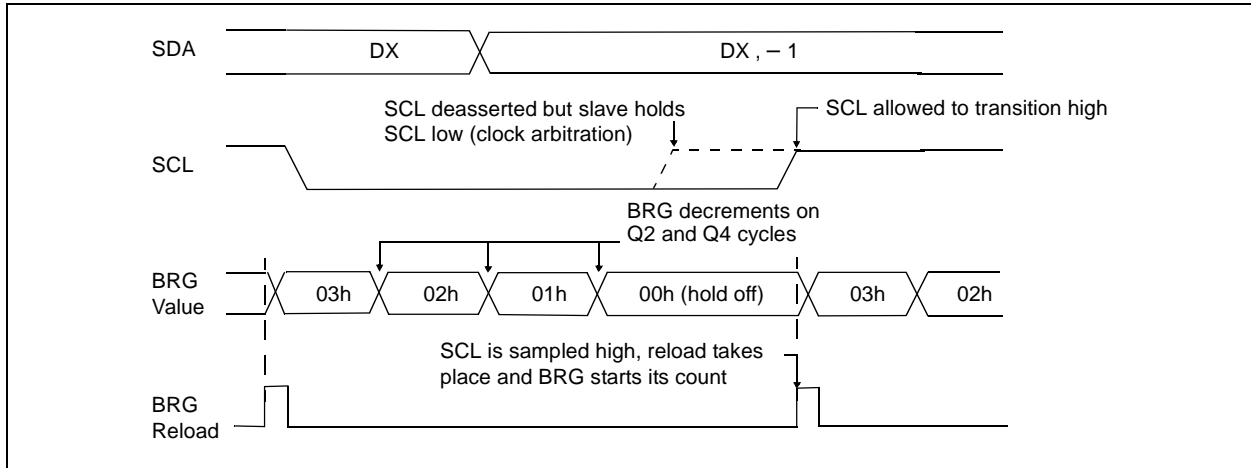 SDA
DX
DX , – 1
SCL deasserted but slave holds
SCL low (clock arbitration)
SCL allowed to transition high
SCL
BRG decrements on
Q2 and Q4 cycles
BRG
Value
03h
02h
01h
00h (hold off)
03h
02h
SCL is sampled high, reload takes
place and BRG starts its count
BRG
Reload